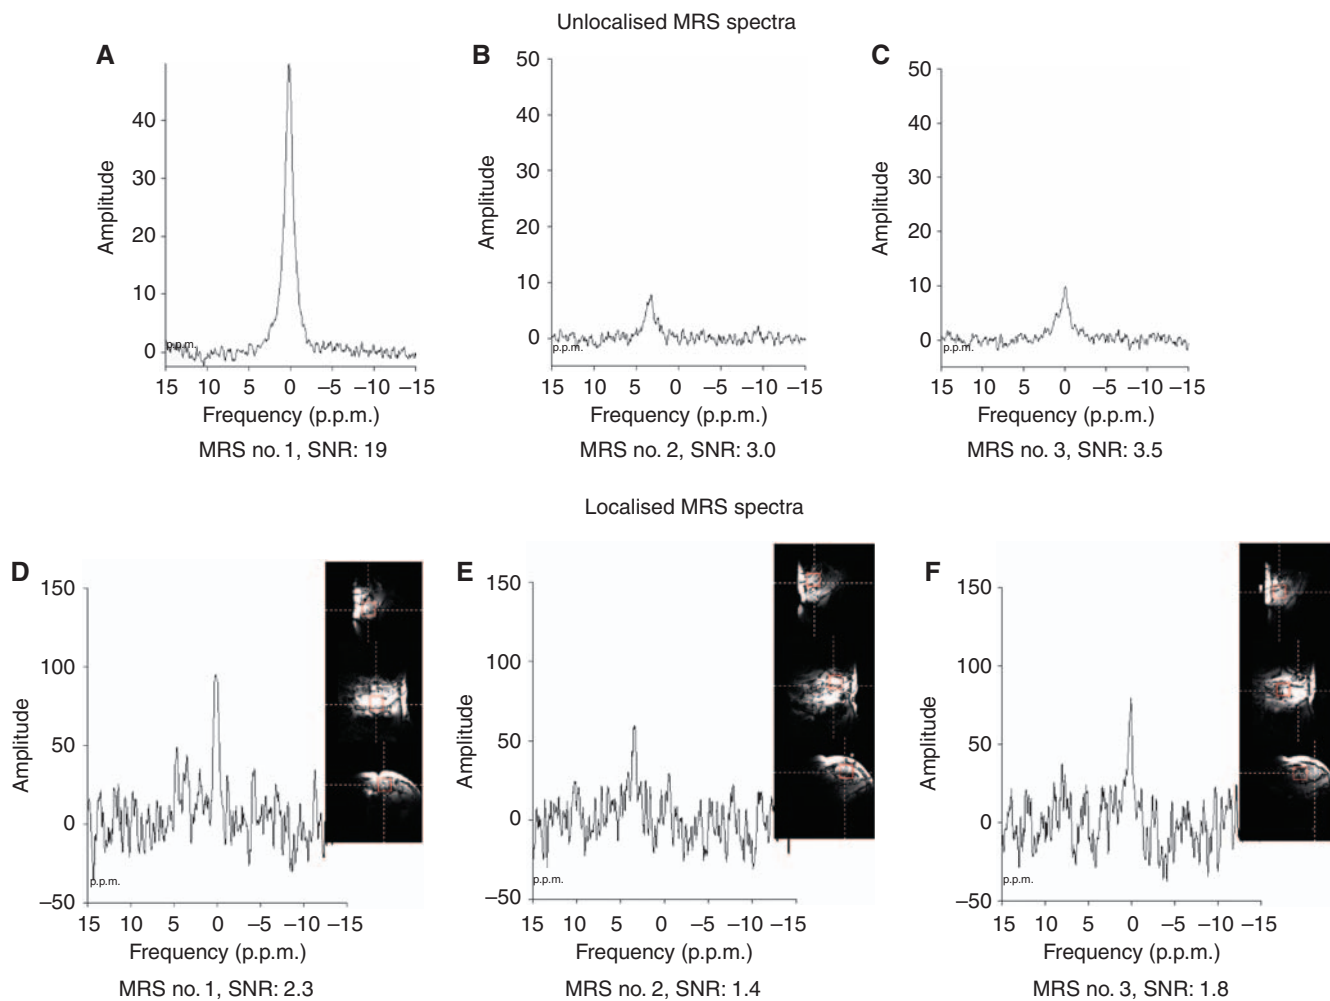 Unlocalised MRS spectra
A
B
C
Amplitude
40
30
20
10
0
p.p.m.
15 10 5 0 –5 –10 –15
Frequency (p.p.m.)
MRS no. 1, SNR: 19
Amplitude
50
40
30
20
10
0
p.p.m.
15 10 5 0 –5 –10 –15
Frequency (p.p.m.)
MRS no. 2, SNR: 3.0
Amplitude
50
40
30
20
10
0
p.p.m.
15 10 5 0 –5 –10 –15
Frequency (p.p.m.)
MRS no. 3, SNR: 3.5
Localised MRS spectra
D
E
F
Amplitude
150
100
50
0
–50
p.p.m.
15 10 5 0 –5 –10 –15
Frequency (p.p.m.)
MRS no. 1, SNR: 2.3
Amplitude
150
100
50
0
–50
p.p.m.
15 10 5 0 –5 –10 –15
Frequency (p.p.m.)
MRS no. 2, SNR: 1.4
Amplitude
150
100
50
0
–50
p.p.m.
15 10 5 0 –5 –10 –15
Frequency (p.p.m.)
MRS no. 3, SNR: 1.8